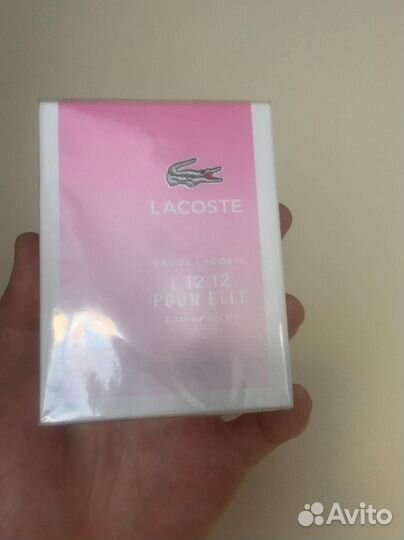 LACOSTE
EAU DE LACOSTE
L.12.12
POUR ELLE
EAU FRAICHE
Avito